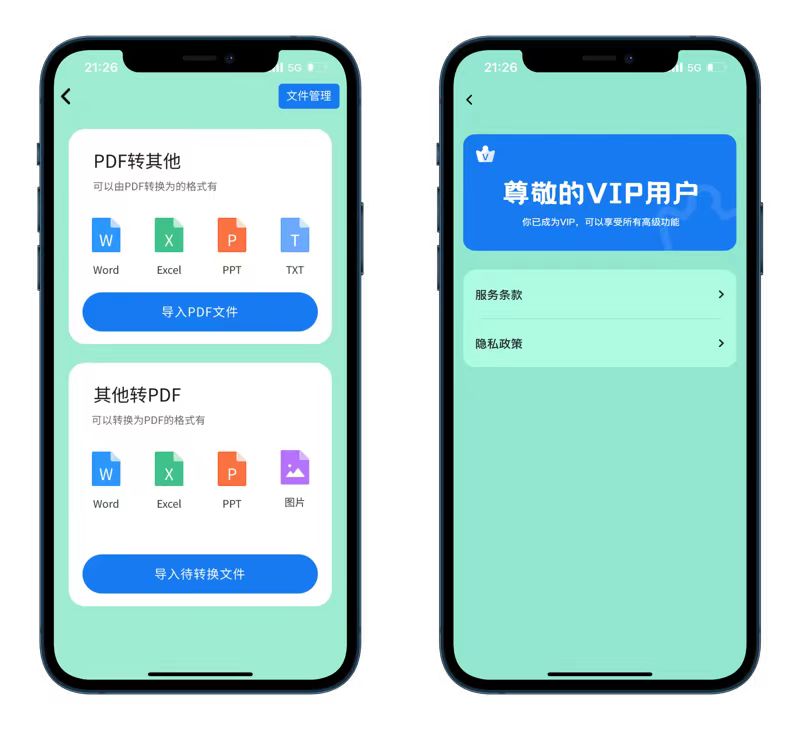 21:26
5G
文件管理
PDF转其他
可以由PDF转换为的格式有
W
X
P
T
Word
Excel
PPT
TXT
导入PDF文件
其他转PDF
可以转换为PDF的格式有
W
X
P
Word
Excel
PPT
图片
导入待转换文件
21:26
5G
V
尊敬的VIP用户
你已成为VIP，可以享受所有高级功能
服务条款
隐私政策